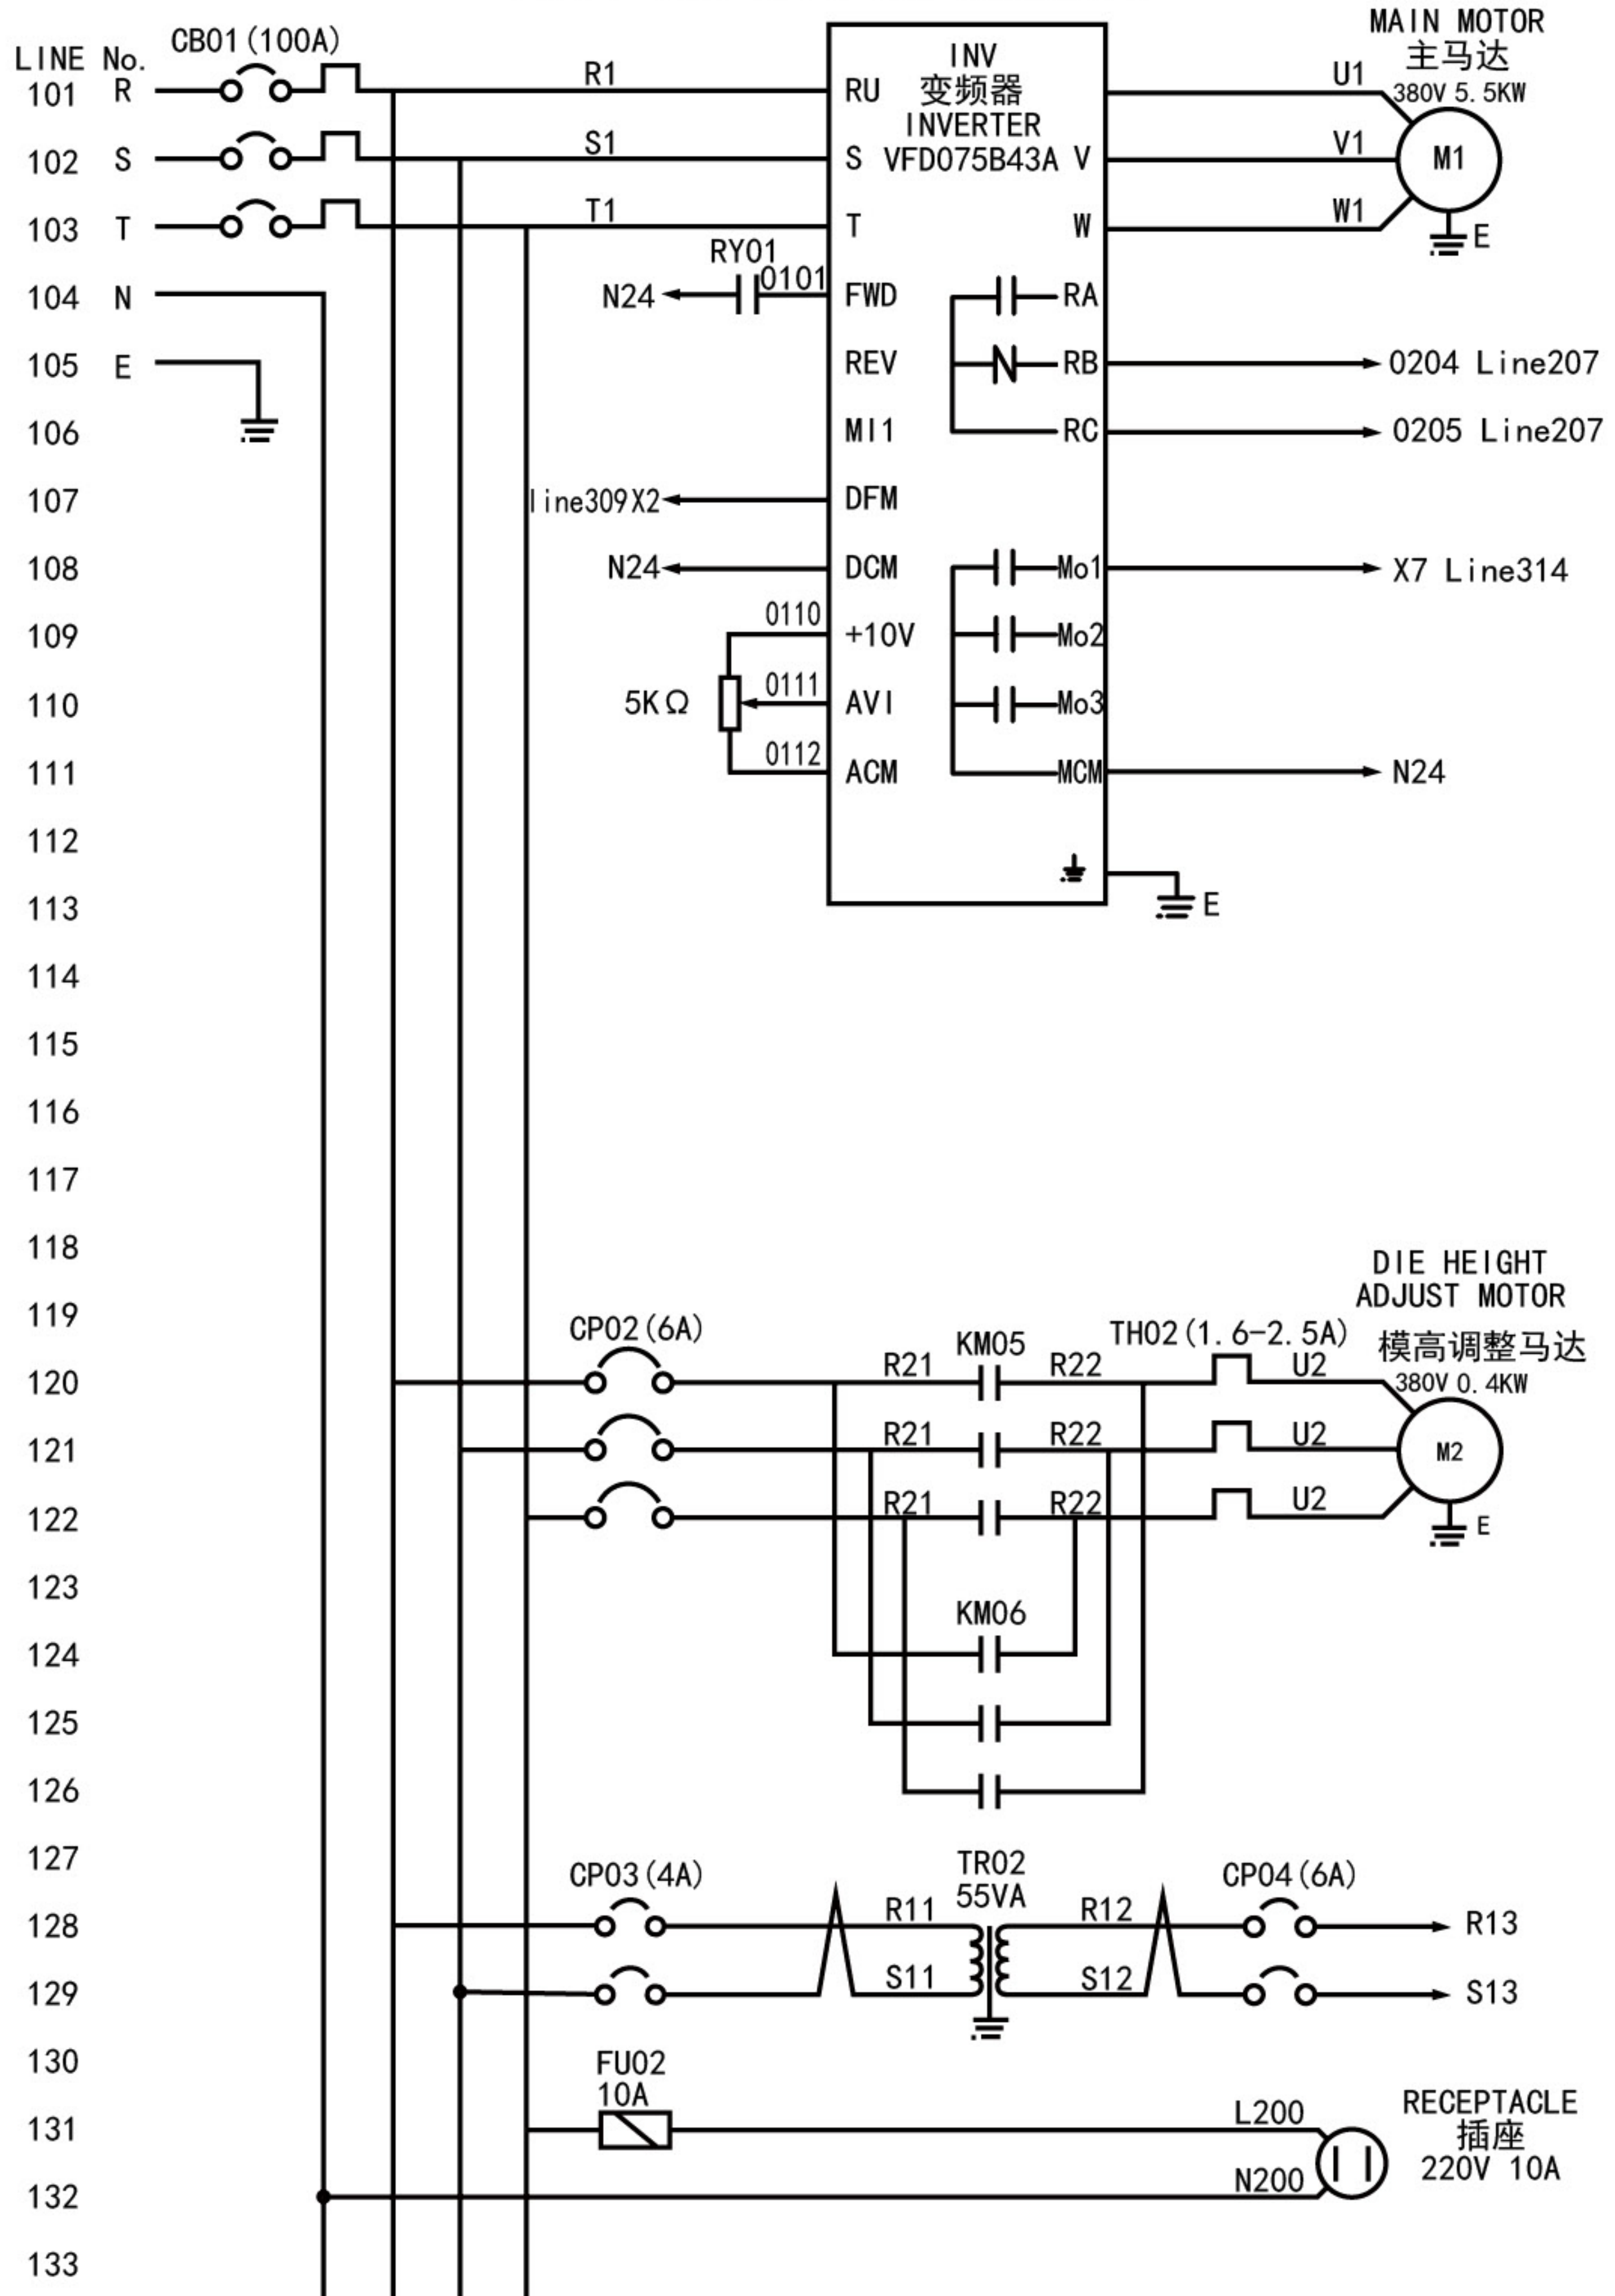 LINE No.
CB01(100A)
101 R
R1
102 S
S1
103 T
T1
104 N
105 E
106
107
108
109
110
111
112
113
114
115
116
117
118
119
120
121
122
123
124
125
126
127
128
129
130
131
132
133
INV
变频器
INVERTER
VFD075B43A
RU
S
T
V
W
RY01
N24
0101
FWD
REV
MI1
line309X2
DFM
N24
DCM
0110
+10V
5KΩ
0111
AVI
0112
ACM
RA
RB
RC
Mo1
Mo2
Mo3
MCM
0204 Line207
0205 Line207
X7 Line314
N24
E
MAIN MOTOR
主马达
380V 5.5KW
U1
V1
W1
M1
E
CP02(6A)
KM05
TH02(1.6-2.5A)
R21
R22
U2
R21
R22
U2
R21
R22
U2
KM06
DIE HEIGHT
ADJUST MOTOR
模高调整马达
380V 0.4KW
M2
E
CP03(4A)
TR02
55VA
CP04(6A)
R11
R12
R13
S11
S12
S13
FU02
10A
L200
N200
RECEPTACLE
插座
220V 10A